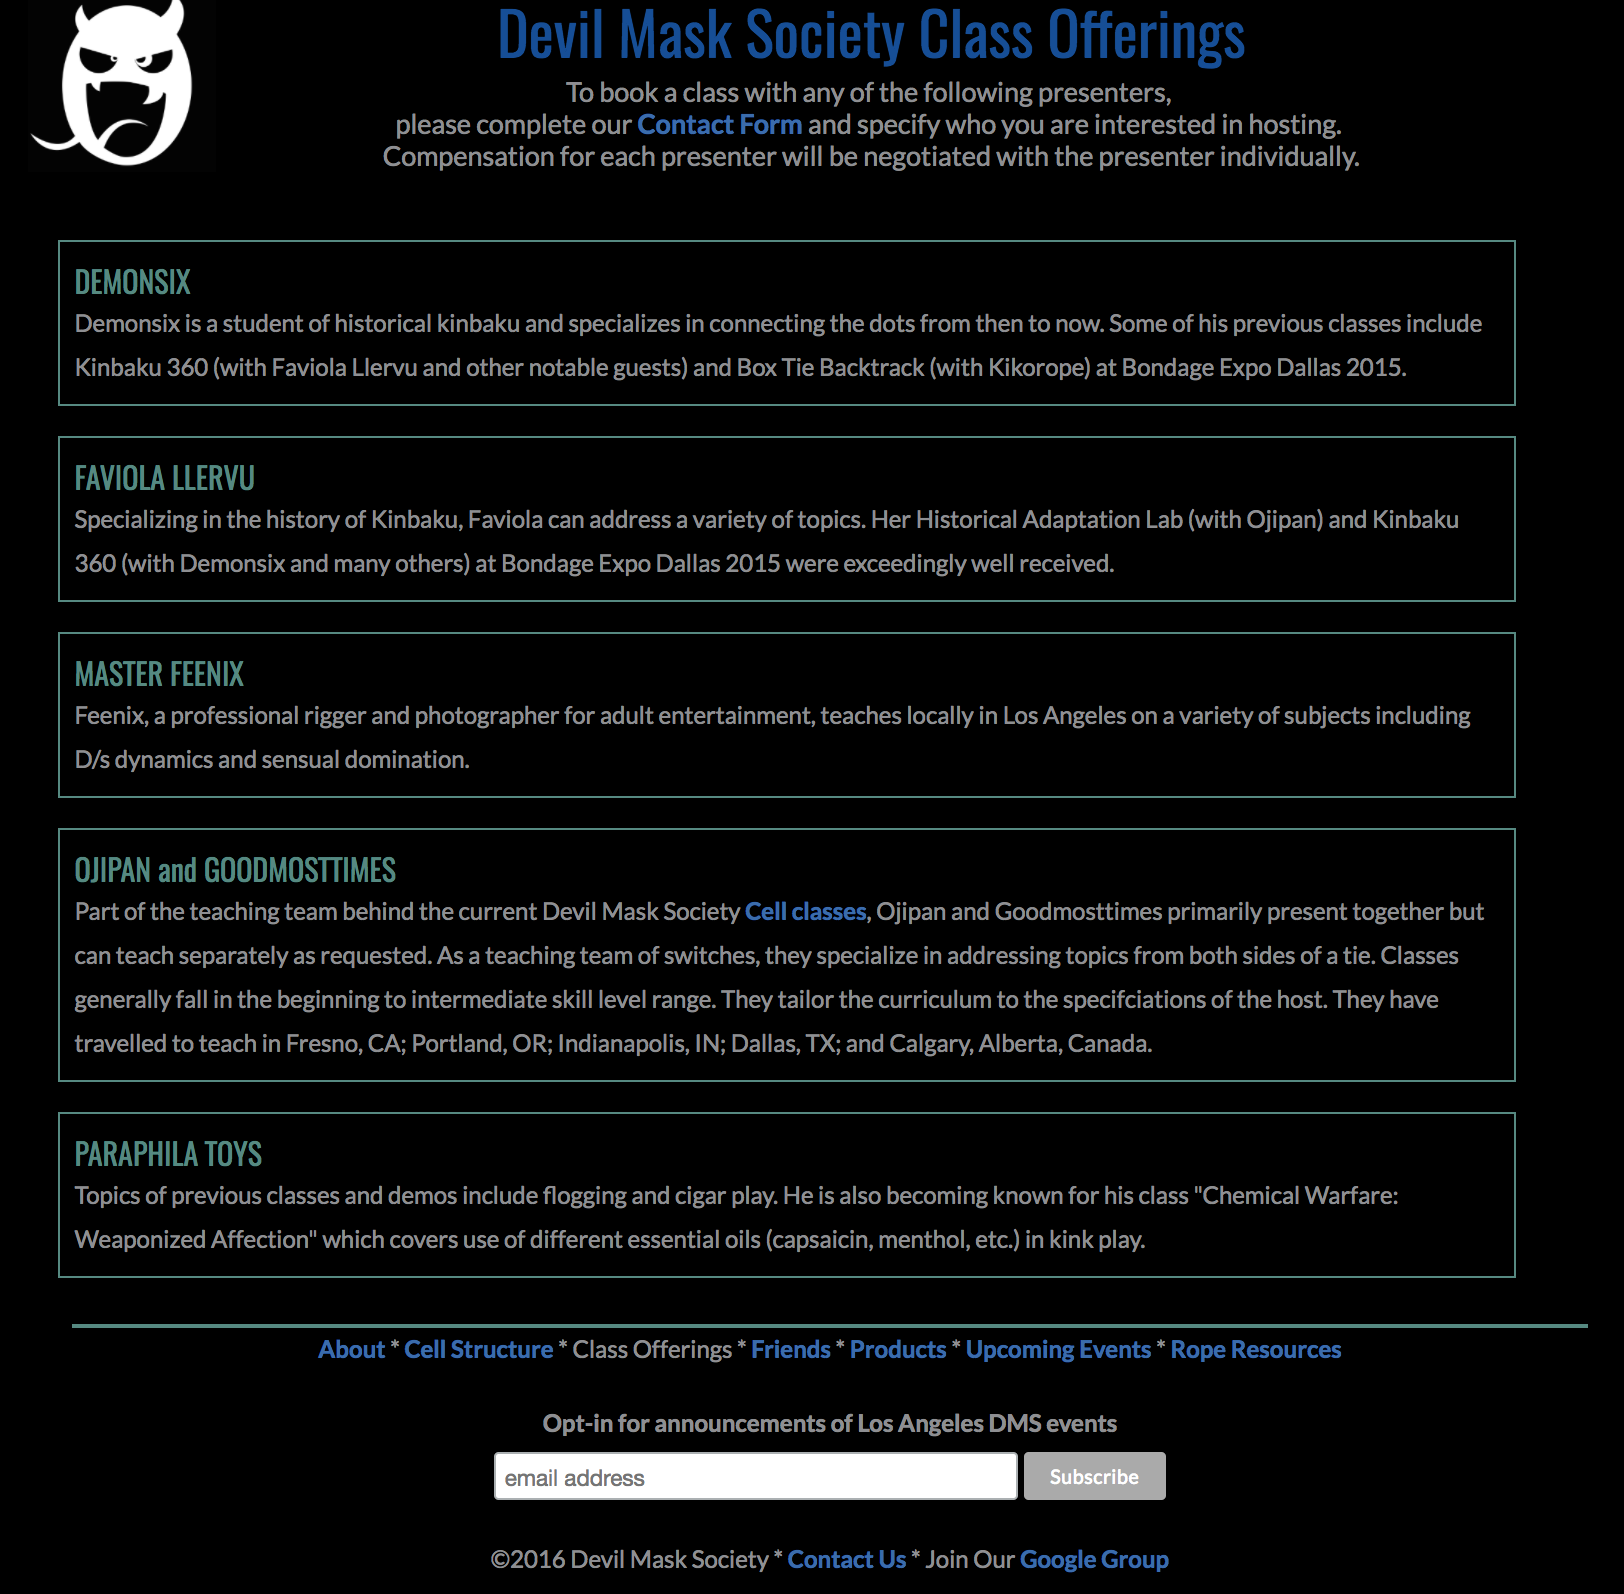 Devil Mask Society Class Offerings
To book a class with any of the following presenters,
please complete our Contact Form and specify who you are interested in hosting.
Compensation for each presenter will be negotiated with the presenter individually.
DEMONSIX
Demonsix is a student of historical kinbaku and specializes in connecting the dots from then to now. Some of his previous classes include
Kinbaku 360 (with Faviola Llervu and other notable guests) and Box Tie Backtrack (with Kikorope) at Bondage Expo Dallas 2015.
FAVIOLA LLERVU
Specializing in the history of Kinbaku, Faviola can address a variety of topics. Her Historical Adaptation Lab (with Ojipan) and Kinbaku
360 (with Demonsix and many others) at Bondage Expo Dallas 2015 were exceedingly well received.
MASTER FEENIX
Feenix, a professional rigger and photographer for adult entertainment, teaches locally in Los Angeles on a variety of subjects including
D/s dynamics and sensual domination.
OJIPAN and GOODMOSTTIMES
Part of the teaching team behind the current Devil Mask Society Cell classes, Ojipan and Goodmosttimes primarily present together but
can teach separately as requested. As a teaching team of switches, they specialize in addressing topics from both sides of a tie. Classes
generally fall in the beginning to intermediate skill level range. They tailor the curriculum to the specifciations of the host. They have
travelled to teach in Fresno, CA; Portland, OR; Indianapolis, IN; Dallas, TX; and Calgary, Alberta, Canada.
PARAPHILA TOYS
Topics of previous classes and demos include flogging and cigar play. He is also becoming known for his class "Chemical Warfare:
Weaponized Affection" which covers use of different essential oils (capsaicin, menthol, etc.) in kink play.
About * Cell Structure * Class Offerings * Friends * Products * Upcoming Events * Rope Resources
Opt-in for announcements of Los Angeles DMS events
email address Subscribe
©2016 Devil Mask Society * Contact Us * Join Our Google Group